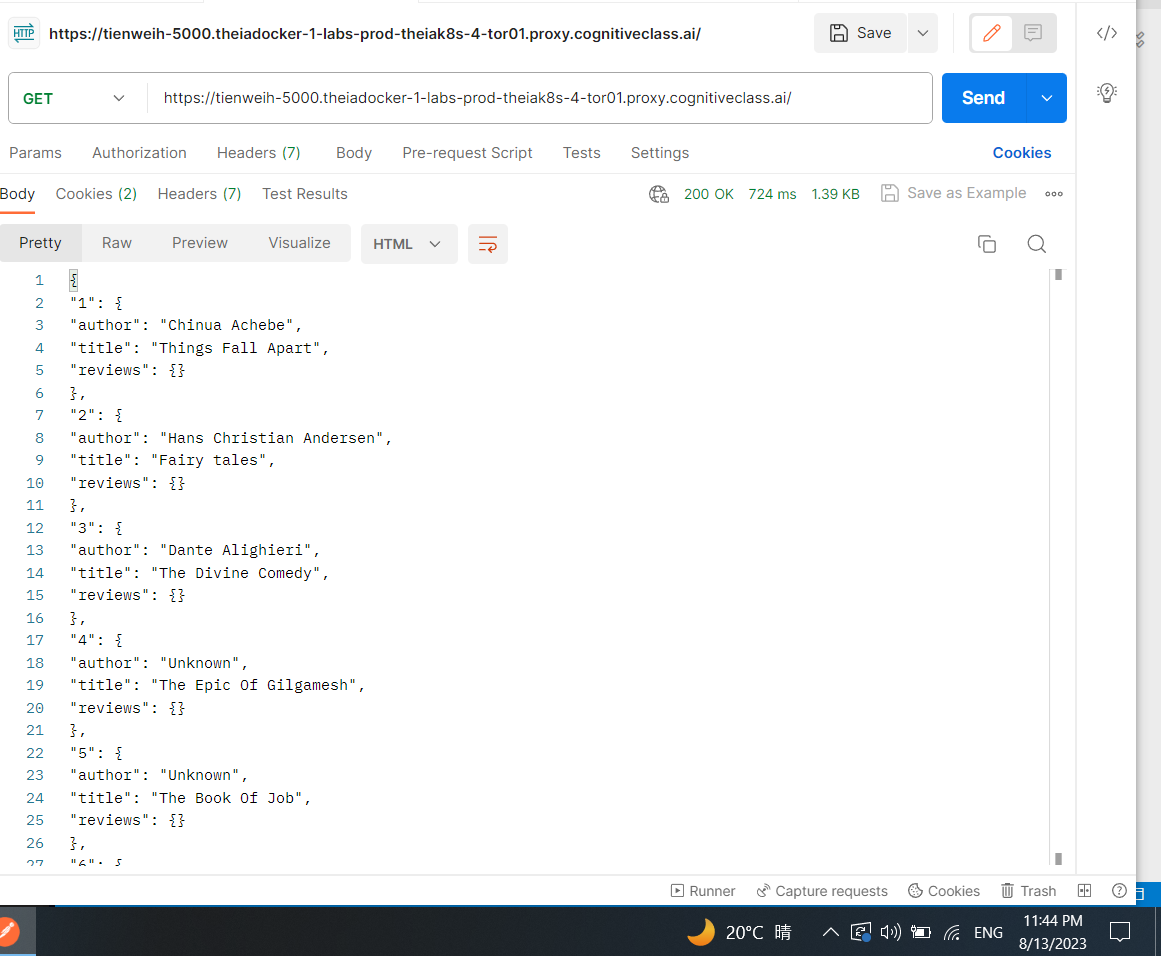 HTTP https://tienweih-5000.theiadocker-1-labs-prod-theiak8s-4-tor01.proxy.cognitiveclass.ai/ Save
GET https://tienweih-5000.theiadocker-1-labs-prod-theiak8s-4-tor01.proxy.cognitiveclass.ai/ Send
Params Authorization Headers (7) Body Pre-request Script Tests Settings Cookies
Body Cookies (2) Headers (7) Test Results 200 OK 724 ms 1.39 KB Save as Example
Pretty Raw Preview Visualize HTML
1 {
2 "1": {
3 "author": "Chinua Achebe",
4 "title": "Things Fall Apart",
5 "reviews": {}
6 },
7 "2": {
8 "author": "Hans Christian Andersen",
9 "title": "Fairy tales",
10 "reviews": {}
11 },
12 "3": {
13 "author": "Dante Alighieri",
14 "title": "The Divine Comedy",
15 "reviews": {}
16 },
17 "4": {
18 "author": "Unknown",
19 "title": "The Epic Of Gilgamesh",
20 "reviews": {}
21 },
22 "5": {
23 "author": "Unknown",
24 "title": "The Book Of Job",
25 "reviews": {}
26 },
27 "6": {
Runner Capture requests Cookies Trash
20°C 晴 ENG 11:44 PM
8/13/2023